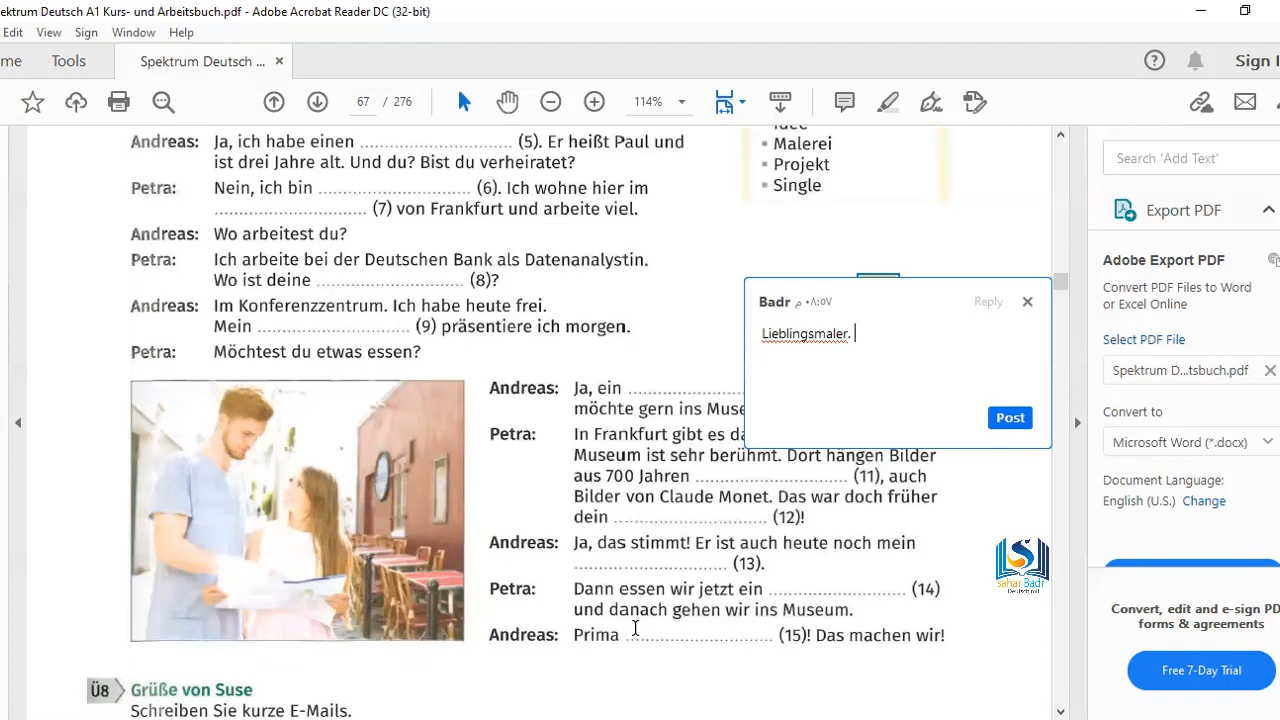 ektrum Deutsch A1 Kurs- und Arbeitsbuch.pdf - Adobe Acrobat Reader DC (32-bit)
Edit View Sign Window Help
me Tools Spektrum Deutsch ... × Sign I
67 / 276 114%
Andreas: Ja, ich habe einen .............................. (5). Er heißt Paul und
ist drei Jahre alt. Und du? Bist du verheiratet?
Petra: Nein, ich bin .............................. (6). Ich wohne hier im
.............................. (7) von Frankfurt und arbeite viel.
Andreas: Wo arbeitest du?
Petra: Ich arbeite bei der Deutschen Bank als Datenanalystin.
Wo ist deine .............................. (8)?
Andreas: Im Konferenzzentrum. Ich habe heute frei.
Mein .............................. (9) präsentiere ich morgen.
Petra: Möchtest du etwas essen?
Idee
▪ Malerei
▪ Projekt
▪ Single
Badr ٠٨:٥٧ م Reply ×
Lieblingsmaler.
Post
Andreas: Ja, ein ..............................
möchte gern ins Muse
Petra: In Frankfurt gibt es da
Museum ist sehr berühmt. Dort hängen Bilder
aus 700 Jahren .............................. (11), auch
Bilder von Claude Monet. Das war doch früher
dein .............................. (12)!
Andreas: Ja, das stimmt! Er ist auch heute noch mein
.............................. (13).
Petra: Dann essen wir jetzt ein .............................. (14)
und danach gehen wir ins Museum.
Andreas: Prima .............................. (15)! Das machen wir!
Ü8 Grüße von Suse
Schreiben Sie kurze E-Mails.
sahar Badr
Deutsch mit
Search 'Add Text'
Export PDF
Adobe Export PDF
Convert PDF Files to Word
or Excel Online
Select PDF File
Spektrum D...tsbuch.pdf ×
Convert to
Microsoft Word (*.docx)
Document Language:
English (U.S.) Change
Convert, edit and e-sign PD
forms & agreements
Free 7-Day Trial